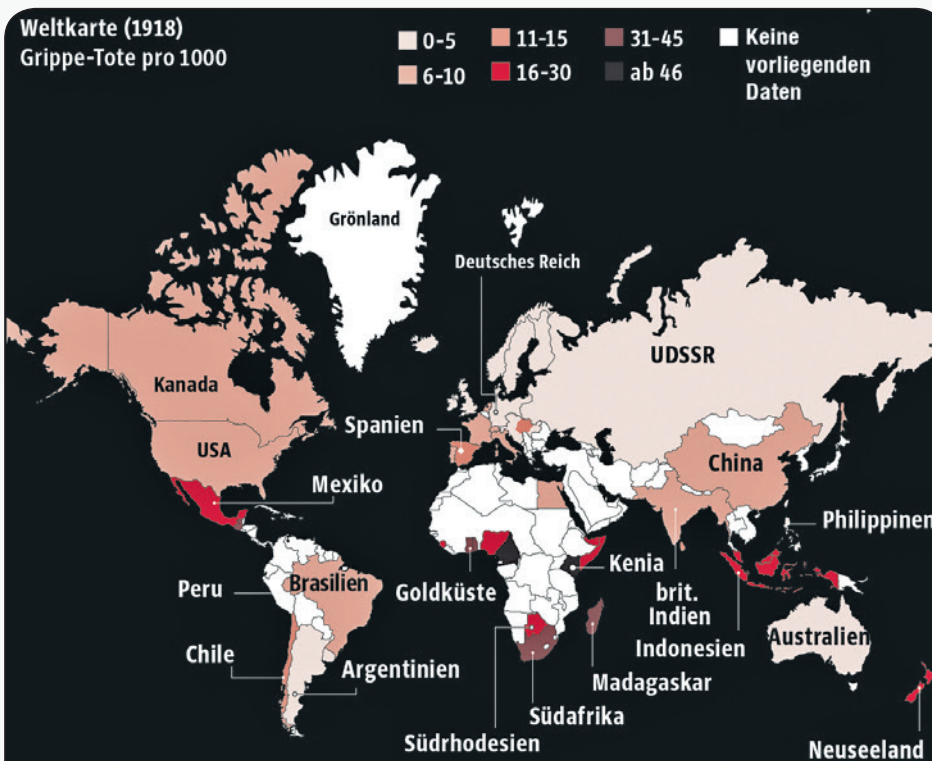 Weltkarte (1918)
Grippe-Tote pro 1000
0-5
6-10
11-15
16-30
31-45
ab 46
Keine
vorliegenden
Daten
Grönland
Deutsches Reich
UDSSR
Kanada
Spanien
USA
China
Mexiko
Philippinen
Peru
Brasilien
Goldküste
Kenia
brit.
Indien
Indonesien
Australien
Chile
Argentinien
Madagaskar
Südafrika
Südrhodesien
Neuseeland